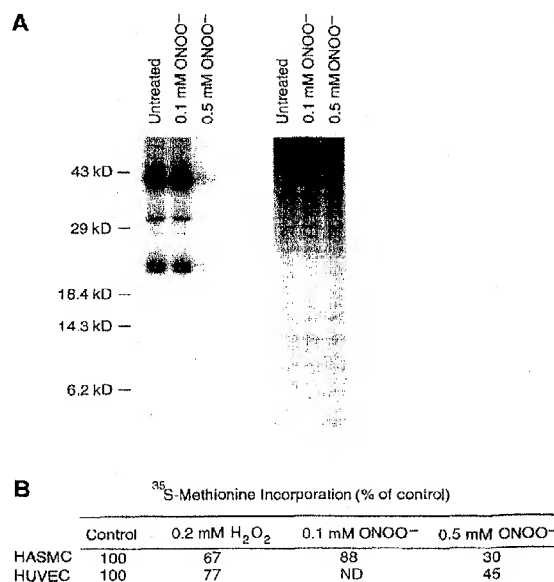 A
Untreated
0.1 mM ONOO⁻
0.5 mM ONOO⁻
Untreated
0.1 mM ONOO⁻
0.5 mM ONOO⁻
43 kD
29 kD
18.4 kD
14.3 kD
6.2 kD
B
³⁵S-Methionine Incorporation (% of control)
Control 0.2 mM H₂O₂ 0.1 mM ONOO⁻ 0.5 mM ONOO⁻
HASMC 100 67 88 30
HUVEC 100 77 ND 45